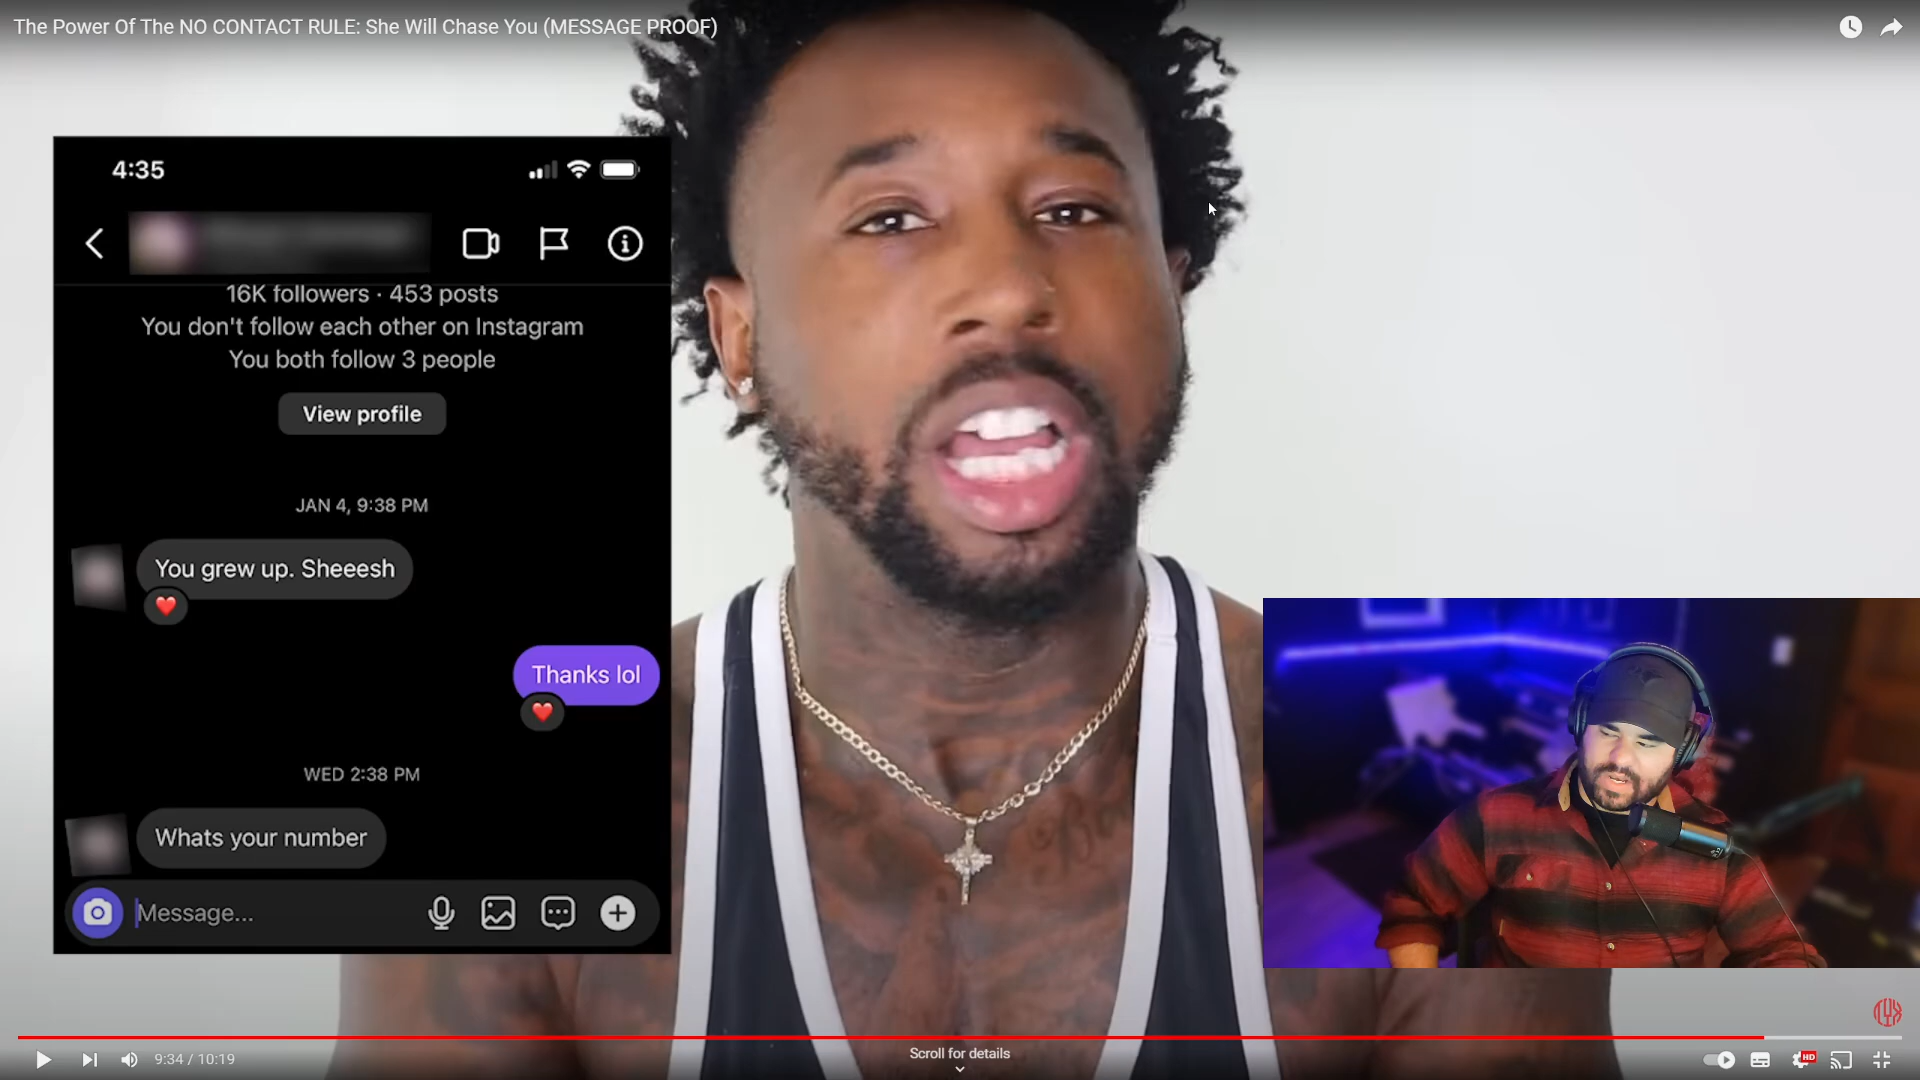 The Power Of The NO CONTACT RULE: She Will Chase You (MESSAGE PROOF)
4:35
16K followers · 453 posts
You don't follow each other on Instagram
You both follow 3 people
View profile
JAN 4, 9:38 PM
You grew up. Sheeesh
Thanks lol
WED 2:38 PM
Whats your number
Message...
9:34 / 10:19
Scroll for details
HD